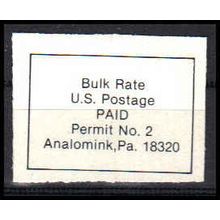 Bulk Rate
U.S. Postage
PAID
Permit No. 2
Analomink,Pa. 18320